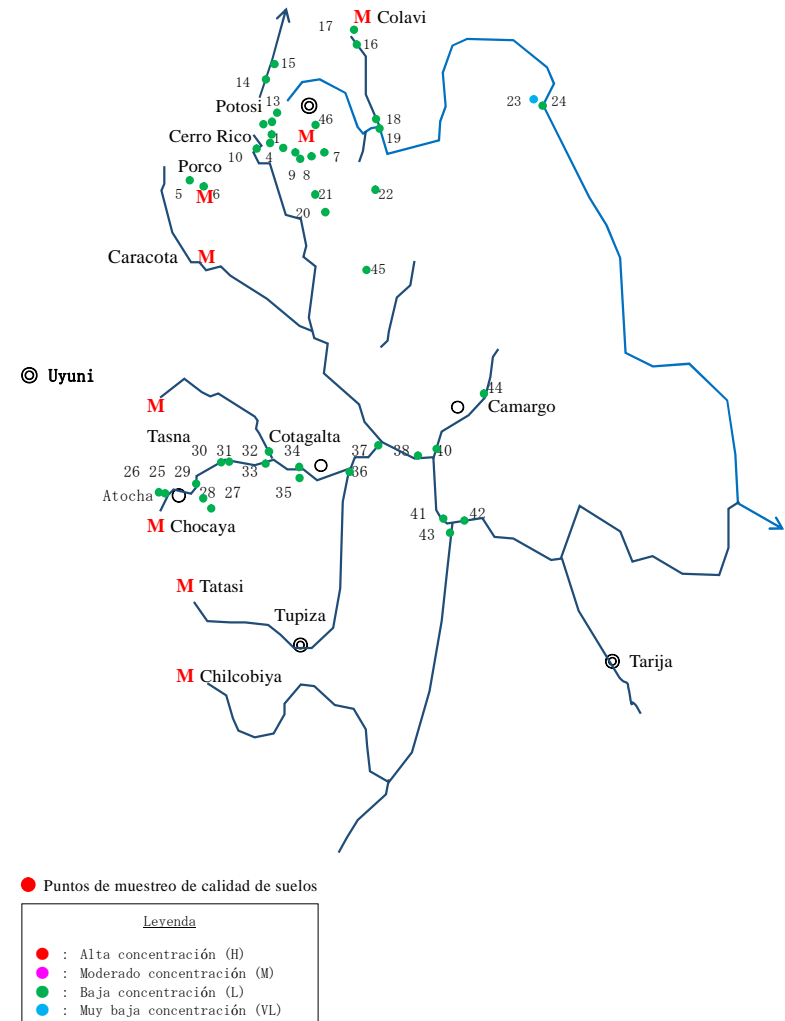 17 M Colavi
16
15
14
13
Potosi
46
18
23 24
Cerro Rico 1 M
19
10 4 7
Porco
9 8
5 6
M
21 22
20
Caracota M
45
Uyuni
44
M
Camargo
Tasna Cotagalta
30 31 32 34 37 38 40
33 36
26 25 29
35
Atocha 28 27
41 42
M Chocaya
43
M Tatasi
Tupiza
Tarija
M Chilcobiya
Puntos de muestreo de calidad de suelos
Leyenda
: Alta concentración (H)
: Moderado concentración (M)
: Baja concentración (L)
: Muy baja concentración (VL)